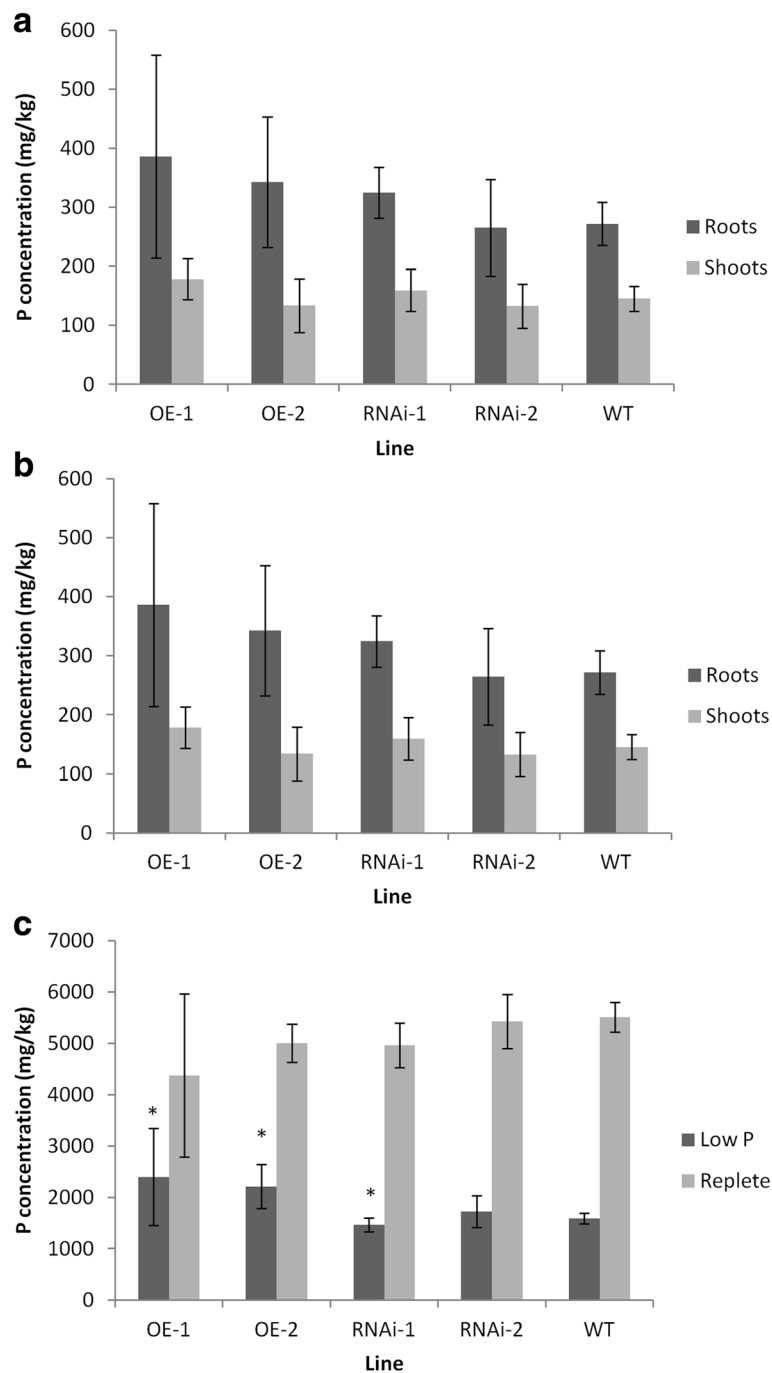 a
P concentration (mg/kg)
600
500
400
300
200
100
0
Roots
Shoots
OE-1 OE-2 RNAi-1 RNAi-2 WT
Line
b
P concentration (mg/kg)
600
500
400
300
200
100
0
Roots
Shoots
OE-1 OE-2 RNAi-1 RNAi-2 WT
Line
c
P concentration (mg/kg)
7000
6000
5000
4000
3000
2000
1000
0
* * *
Low P
Replete
OE-1 OE-2 RNAi-1 RNAi-2 WT
Line